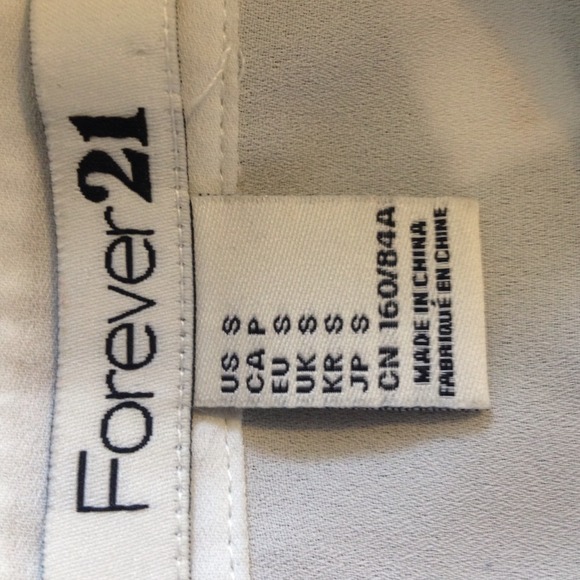 Forever21
US S
CA P
EU S
UK S
KR S
JP S
CN 160/84A
MADE IN CHINA
FABRIQUÉ EN CHINE